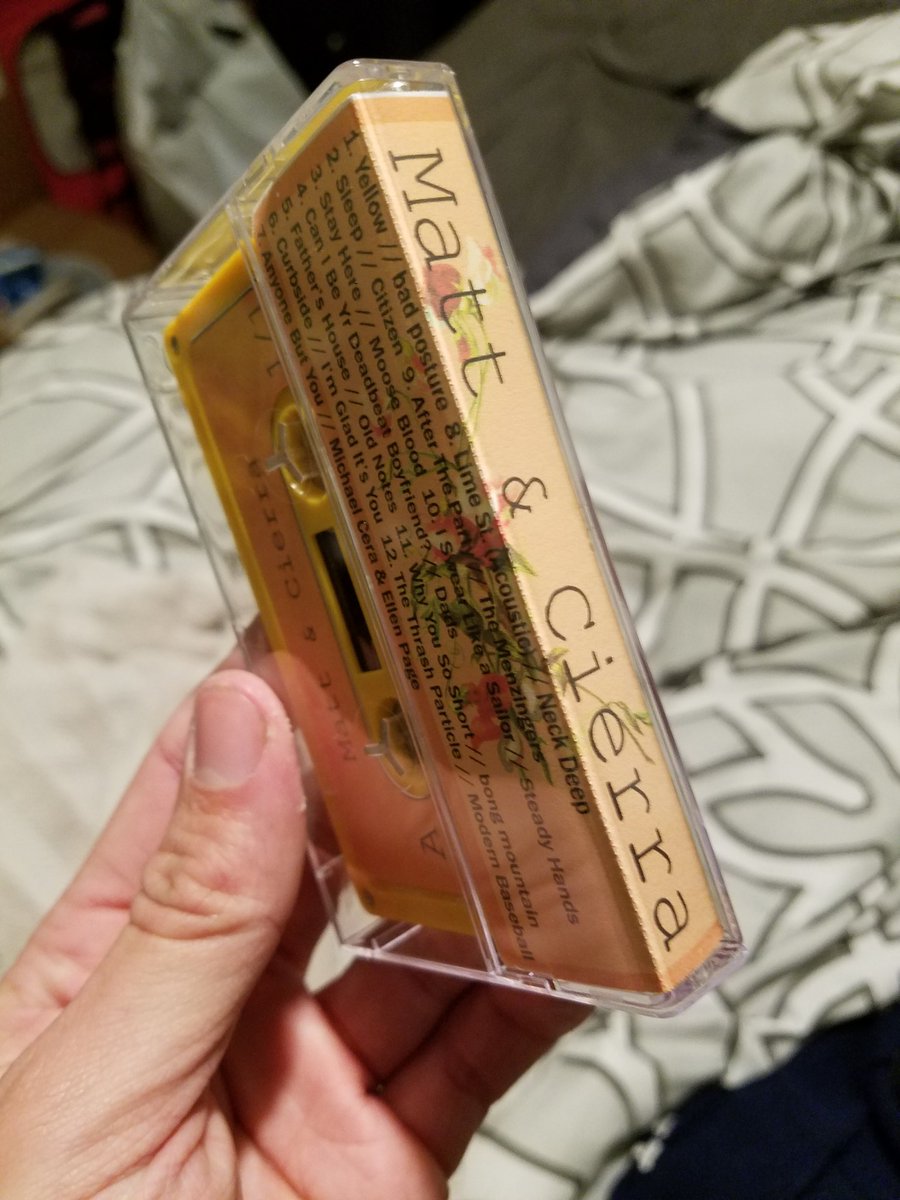 Matt & Cierra
1. Yellow // bad posture 8. Lime St. (Acoustic) // Neck Deep
2. Sleep // Citizen 9. After The Party // The Menzingers
3. Stay Here // Moose Blood 10. I Swear Like a Sailor // Steady Hands
4. Can I Be Yr Deadbeat Boyfriend? // Dads
5. Father's House // Old Notes 11. Why You So Short // bong mountain
6. Curbside // I'm Glad It's You 12. The Thrash Particle // Modern Baseball
7. Anyone But You // Michael Cera & Ellen Page
A
Matt & Cierra